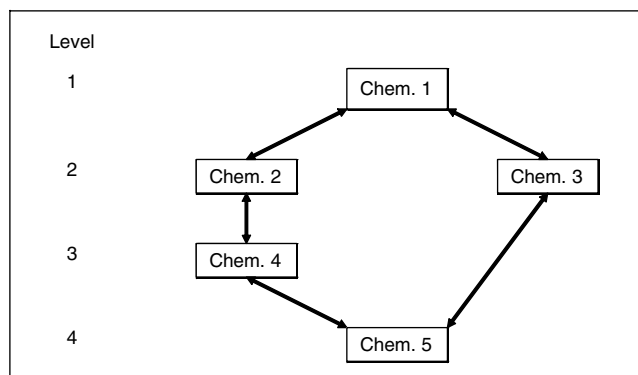 Level
1
Chem. 1
2
Chem. 2
Chem. 3
3
Chem. 4
4
Chem. 5